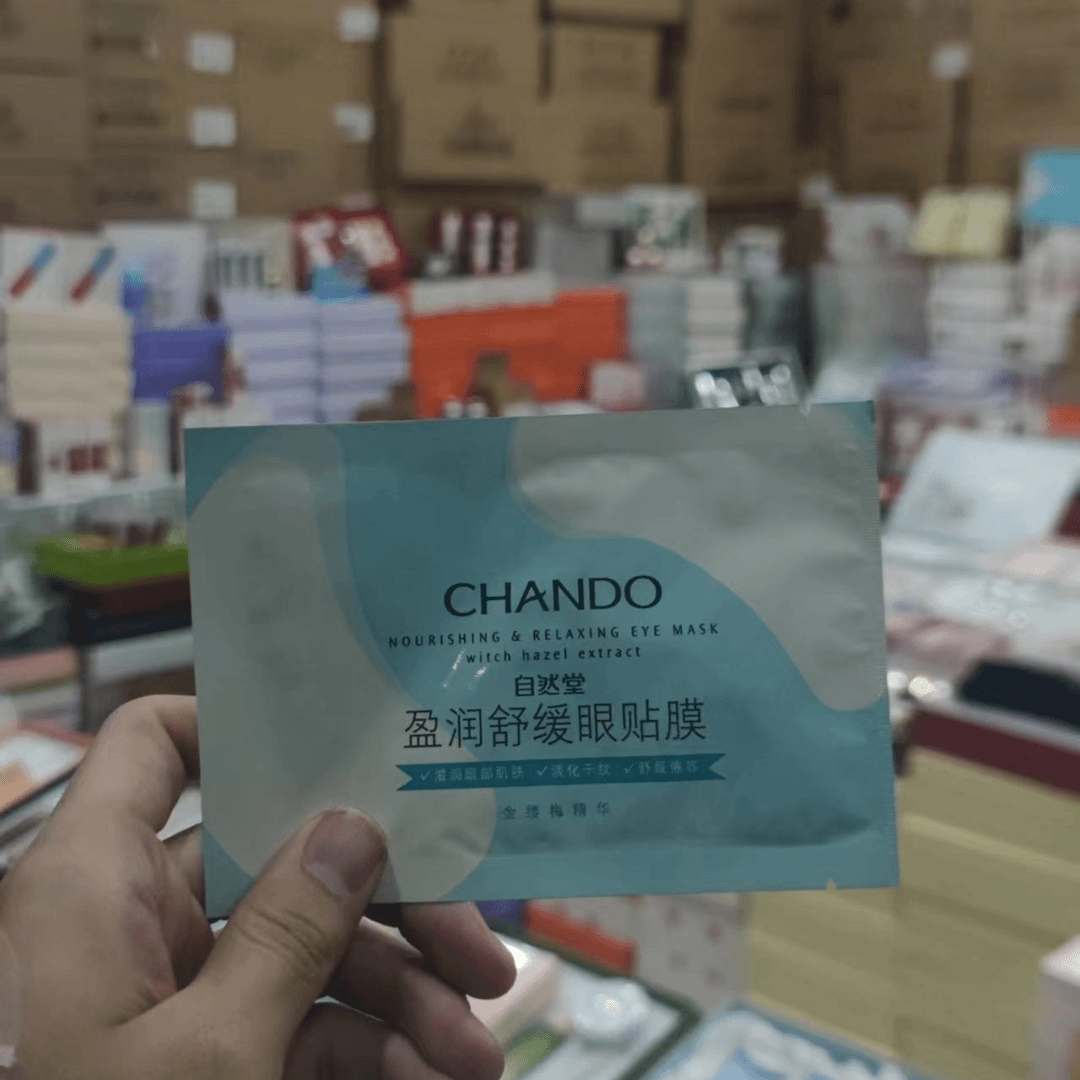 CHANDO
NOURISHING & RELAXING EYE MASK
witch hazel extract
自然堂
盈润舒缓眼贴膜
✓滋润眼部肌肤 ✓淡化干纹 ✓舒缓倦容
金缕梅精华